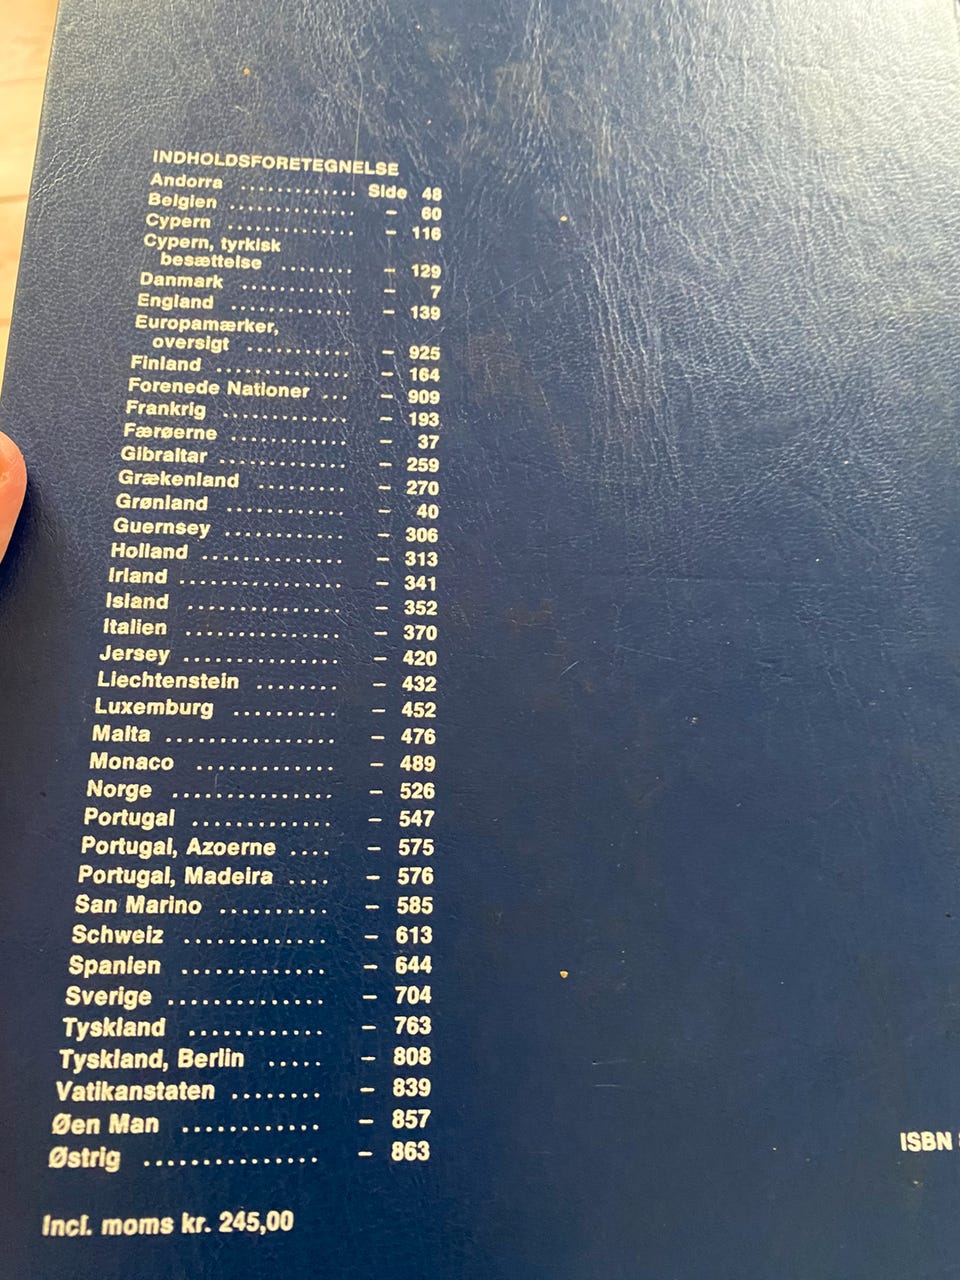 INDHOLDSFORETEGNELSE
Andorra ............. Side 48
Belgien .............. – 60
Cypern .............. – 116
Cypern, tyrkisk
besættelse ........ – 129
Danmark ............ – 7
England ............. – 139
Europamærker,
oversigt ........... – 925
Finland ............... – 164
Forenede Nationer ... – 909
Frankrig .............. – 193
Færøerne ............. – 37
Gibraltar .............. – 259
Grækenland ......... – 270
Grønland ............. – 40
Guernsey ............. – 306
Holland ............... – 313
Irland .................. – 341
Island ................. – 352
Italien ................. – 370
Jersey ................. – 420
Liechtenstein ........ – 432
Luxemburg .......... – 452
Malta .................. – 476
Monaco .............. – 489
Norge ................. – 526
Portugal .............. – 547
Portugal, Azoerne .... – 575
Portugal, Madeira .... – 576
San Marino .......... – 585
Schweiz .............. – 613
Spanien .............. – 644
Sverige ................ – 704
Tyskland ............. – 763
Tyskland, Berlin ..... – 808
Vatikanstaten ........ – 839
Øen Man ............ – 857
Østrig ................ – 863
Incl. moms kr. 245,00
ISBN